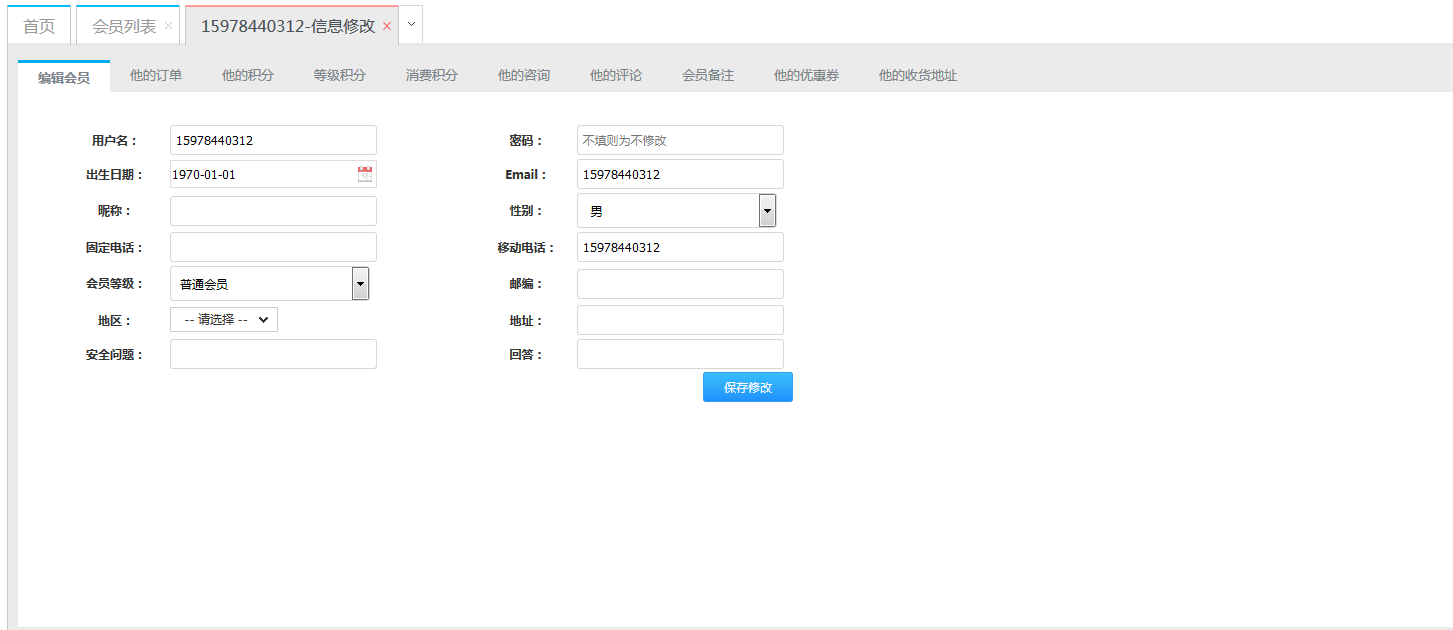 首页 会员列表 × 15978440312-信息修改 ×
编辑会员 他的订单 他的积分 等级积分 消费积分 他的咨询 他的评论 会员备注 他的优惠券 他的收货地址
用户名： 15978440312 密码： 不填则为不修改
出生日期： 1970-01-01 Email： 15978440312
昵称： 性别： 男
固定电话： 移动电话： 15978440312
会员等级： 普通会员 邮编：
地区： -- 请选择 -- 地址：
安全问题： 回答：
保存修改